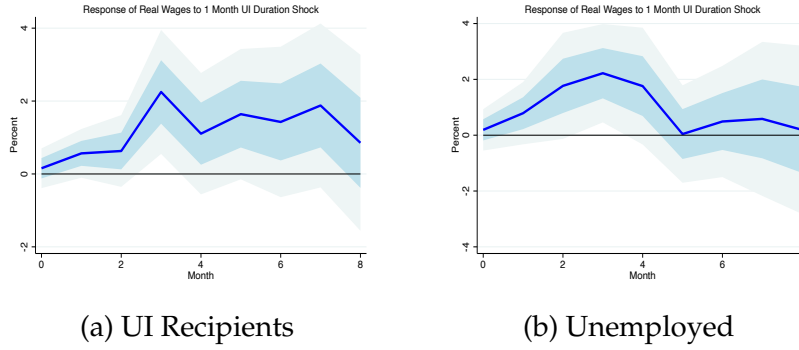 Response of Real Wages to 1 Month UI Duration Shock
Percent
4
2
0
-2
0 2 4 6 8
Month
(a) UI Recipients
Response of Real Wages to 1 Month UI Duration Shock
Percent
4
2
0
-2
-4
0 2 4 6
Month
(b) Unemployed